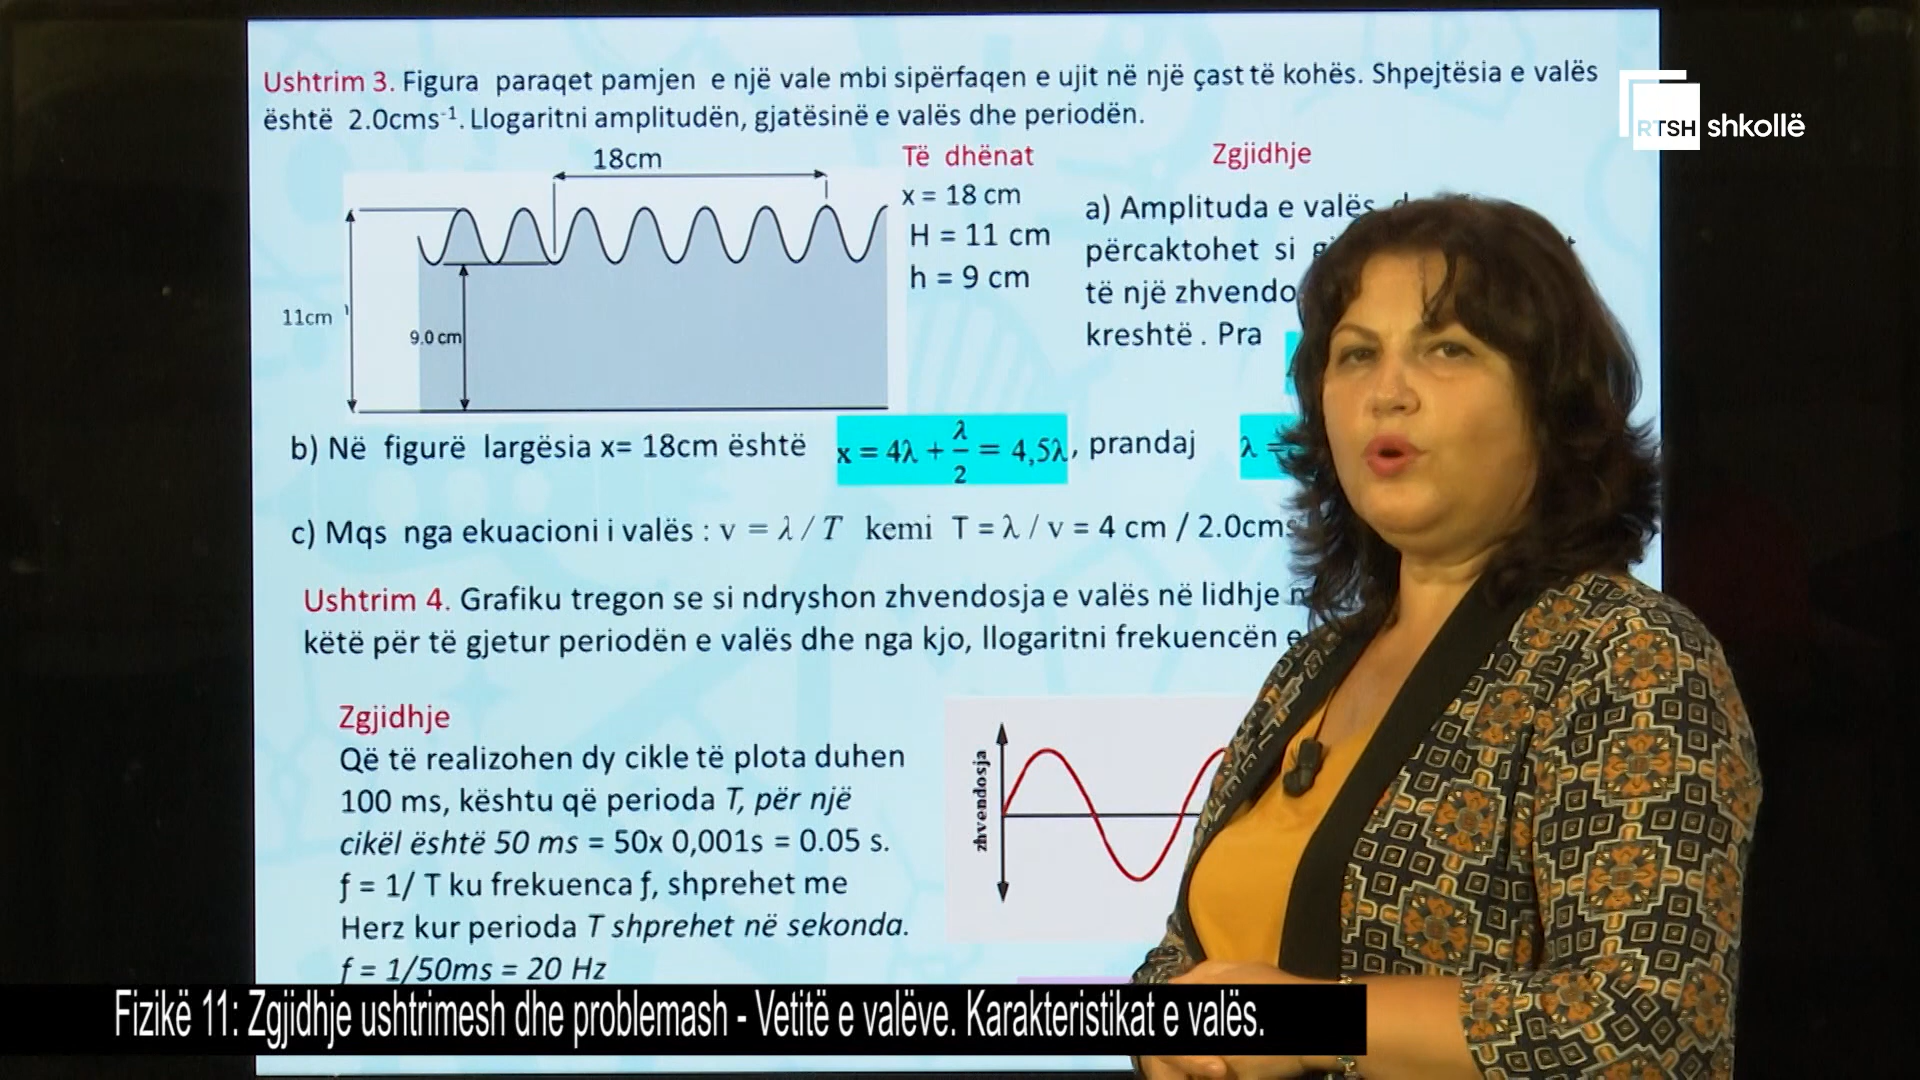 Ushtrim 3. Figura paraqet pamjen e një vale mbi sipërfaqen e ujit në një çast të kohës. Shpejtësia e valës
është 2.0cms⁻¹. Llogaritni amplitudën, gjatësinë e valës dhe periodën.
RTSH shkollë
18cm
11cm
9.0 cm
Të dhënat
x = 18 cm
H = 11 cm
h = 9 cm
Zgjidhje
a) Amplituda e valës
përcaktohet si
të një zhvendo
kreshtë . Pra
b) Në figurë largësia x= 18cm është x = 4λ + λ/2 = 4,5λ, prandaj λ =
c) Mqs nga ekuacioni i valës : v = λ / T kemi T = λ / v = 4 cm / 2.0cms
Ushtrim 4. Grafiku tregon se si ndryshon zhvendosja e valës në lidhje
këtë për të gjetur periodën e valës dhe nga kjo, llogaritni frekuencën e
Zgjidhje
Që të realizohen dy cikle të plota duhen
100 ms, kështu që perioda T, për një
cikël është 50 ms = 50x 0,001s = 0.05 s.
ƒ = 1/ T ku frekuenca ƒ, shprehet me
Herz kur perioda T shprehet në sekonda.
ƒ = 1/50ms = 20 Hz
zhvendosja
Fizikë 11: Zgjidhje ushtrimesh dhe problemash - Vetitë e valëve. Karakteristikat e valës.